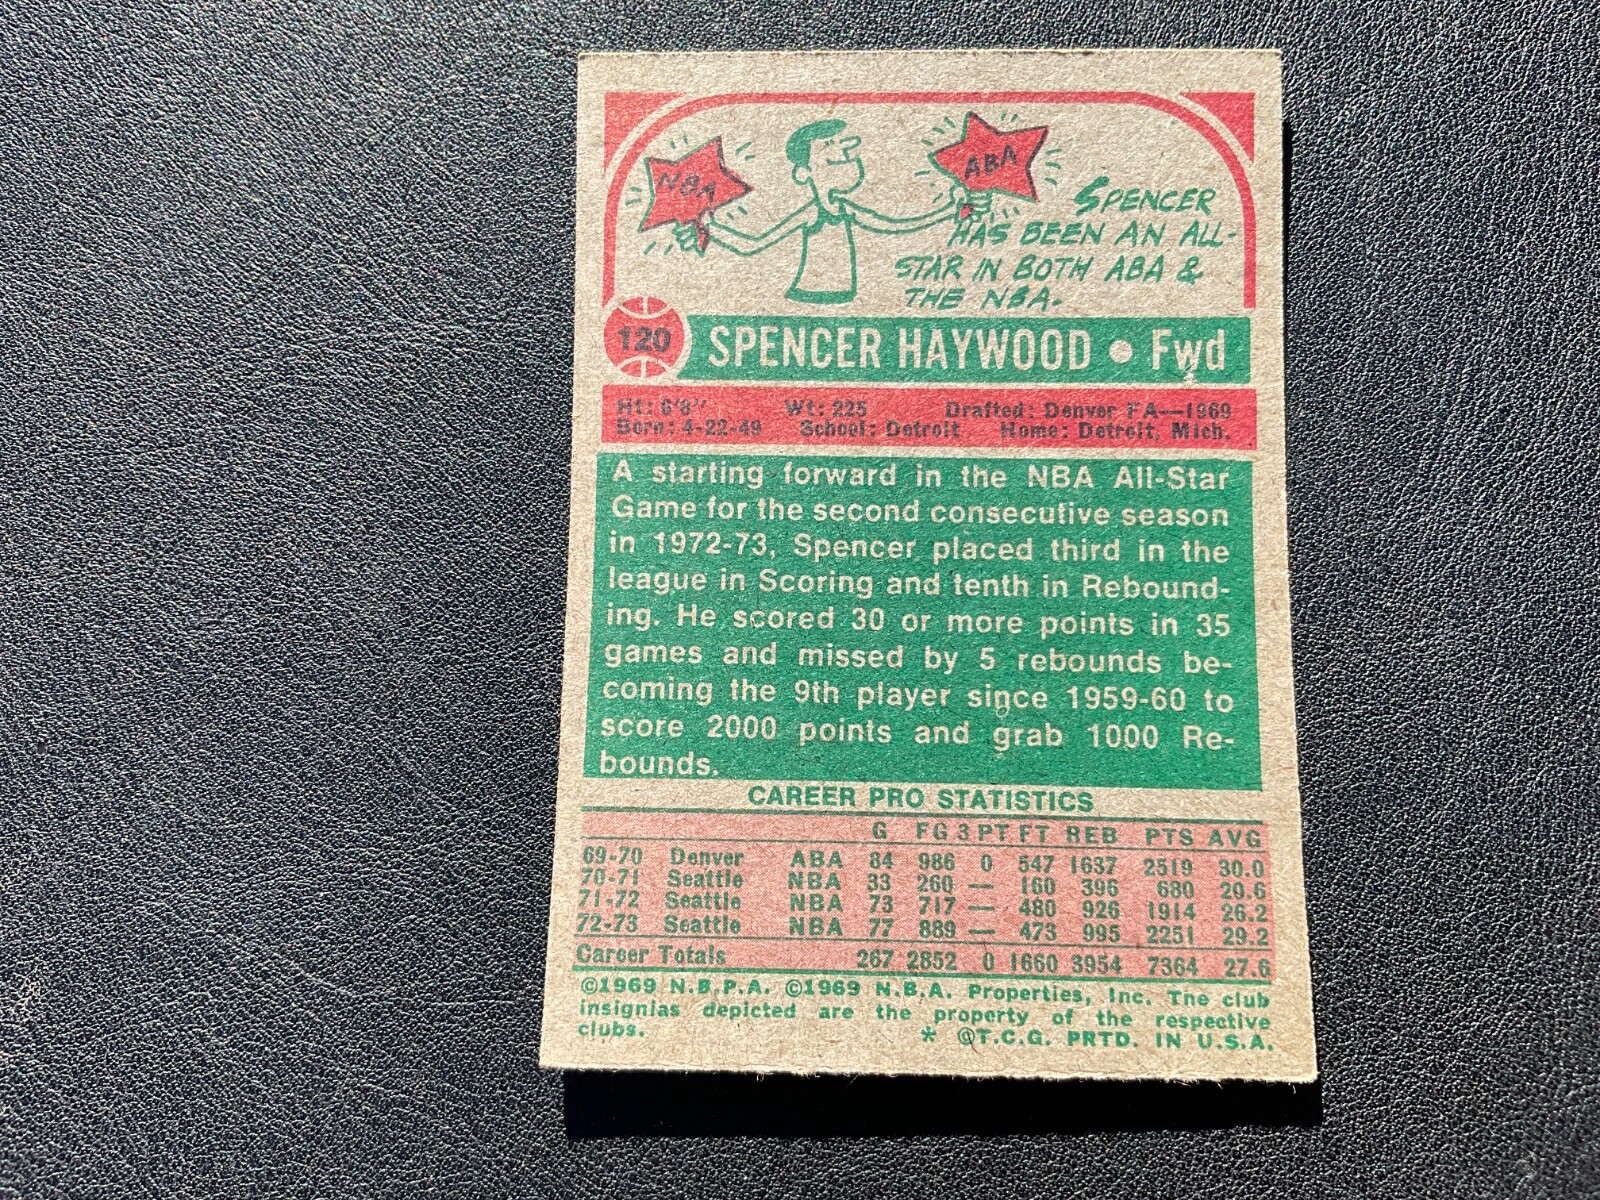 NBA
ABA
SPENCER
HAS BEEN AN ALL-
STAR IN BOTH ABA &
THE NBA.
120 SPENCER HAYWOOD • Fwd
Ht: 6'8" Wt: 225 Drafted: Denver FA—1969
Born: 4-22-49 School: Detroit Home: Detroit, Mich.
A starting forward in the NBA All-Star
Game for the second consecutive season
in 1972-73, Spencer placed third in the
league in Scoring and tenth in Rebound-
ing. He scored 30 or more points in 35
games and missed by 5 rebounds be-
coming the 9th player since 1959-60 to
score 2000 points and grab 1000 Re-
bounds.
CAREER PRO STATISTICS
G FG 3 PT FT REB PTS AVG
69-70 Denver ABA 84 986 0 547 1637 2519 30.0
70-71 Seattle NBA 33 260 — 160 396 680 20.6
71-72 Seattle NBA 73 717 — 480 926 1914 26.2
72-73 Seattle NBA 77 889 — 473 995 2251 29.2
Career Totals 267 2852 0 1660 3954 7364 27.6
©1969 N.B.P.A. ©1969 N.B.A. Properties, Inc. The club
insignias depicted are the property of the respective
clubs. * ©T.C.G. PRTD. IN U.S.A.